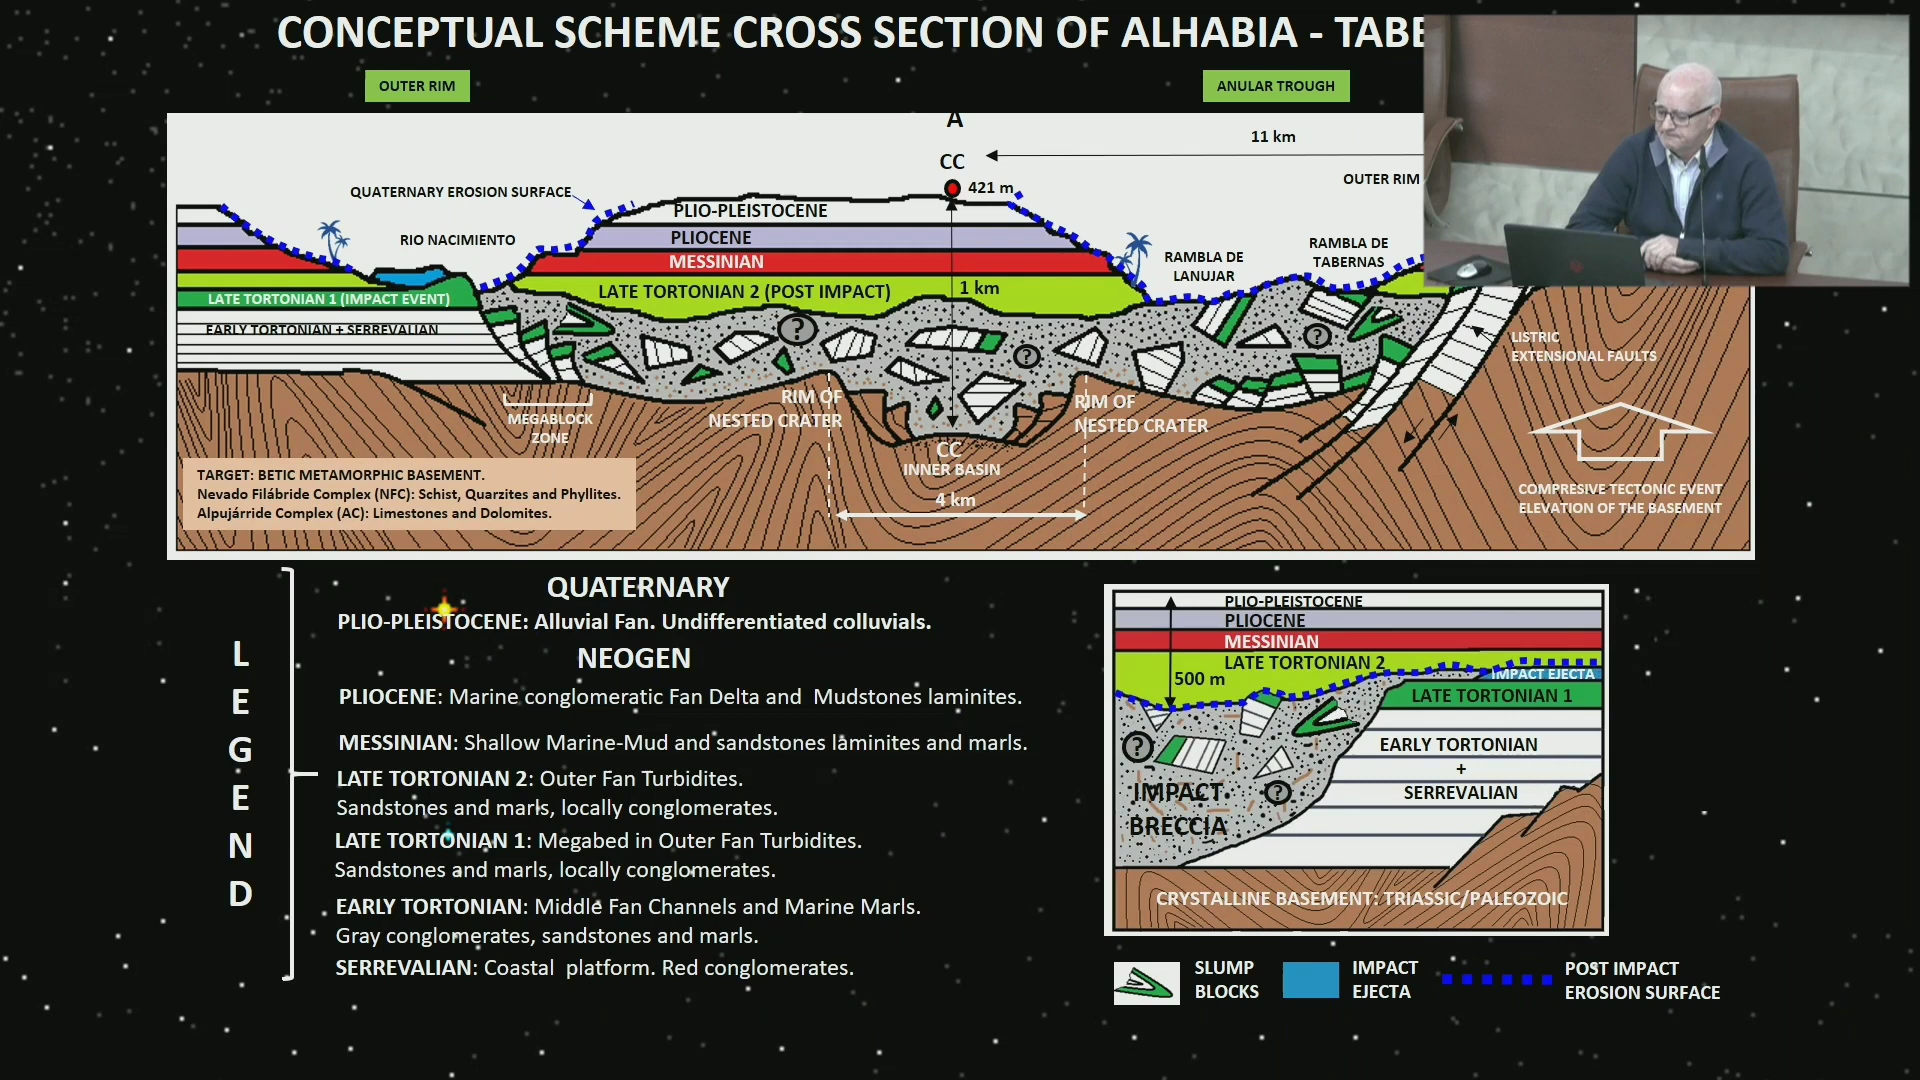 CONCEPTUAL SCHEME CROSS SECTION OF ALHABIA - TABE
OUTER RIM
ANULAR TROUGH
A
11 km
CC
421 m
OUTER RIM
QUATERNARY EROSION SURFACE
PLIO-PLEISTOCENE
RIO NACIMIENTO
PLIOCENE
RAMBLA DE
LANUJAR
RAMBLA DE
TABERNAS
MESSINIAN
LATE TORTONIAN 1 (IMPACT EVENT)
LATE TORTONIAN 2 (POST IMPACT)
1 km
EARLY TORTONIAN + SERREVALIAN
?
?
?
LISTRIC
EXTENSIONAL FAULTS
MEGABLOCK
ZONE
RIM OF
NESTED CRATER
RIM OF
NESTED CRATER
CC
INNER BASIN
4 km
TARGET: BETIC METAMORPHIC BASEMENT.
Nevado Filábride Complex (NFC): Schist, Quarzites and Phyllites.
Alpujárride Complex (AC): Limestones and Dolomites.
COMPRESIVE TECTONIC EVENT
ELEVATION OF THE BASEMENT
LEGEND
QUATERNARY
PLIO-PLEISTOCENE: Alluvial Fan. Undifferentiated colluvials.
NEOGEN
PLIOCENE: Marine conglomeratic Fan Delta and Mudstones laminites.
MESSINIAN: Shallow Marine-Mud and sandstones laminites and marls.
LATE TORTONIAN 2: Outer Fan Turbidites.
Sandstones and marls, locally conglomerates.
LATE TORTONIAN 1: Megabed in Outer Fan Turbidites.
Sandstones and marls, locally conglomerates.
EARLY TORTONIAN: Middle Fan Channels and Marine Marls.
Gray conglomerates, sandstones and marls.
SERREVALIAN: Coastal platform. Red conglomerates.
PLIO-PLEISTOCENE
PLIOCENE
MESSINIAN
LATE TORTONIAN 2
500 m
IMPACT EJECTA
LATE TORTONIAN 1
EARLY TORTONIAN
+
SERREVALIAN
?
?
IMPACT
BRECCIA
CRYSTALLINE BASEMENT: TRIASSIC/PALEOZOIC
SLUMP
BLOCKS
IMPACT
EJECTA
POST IMPACT
EROSION SURFACE